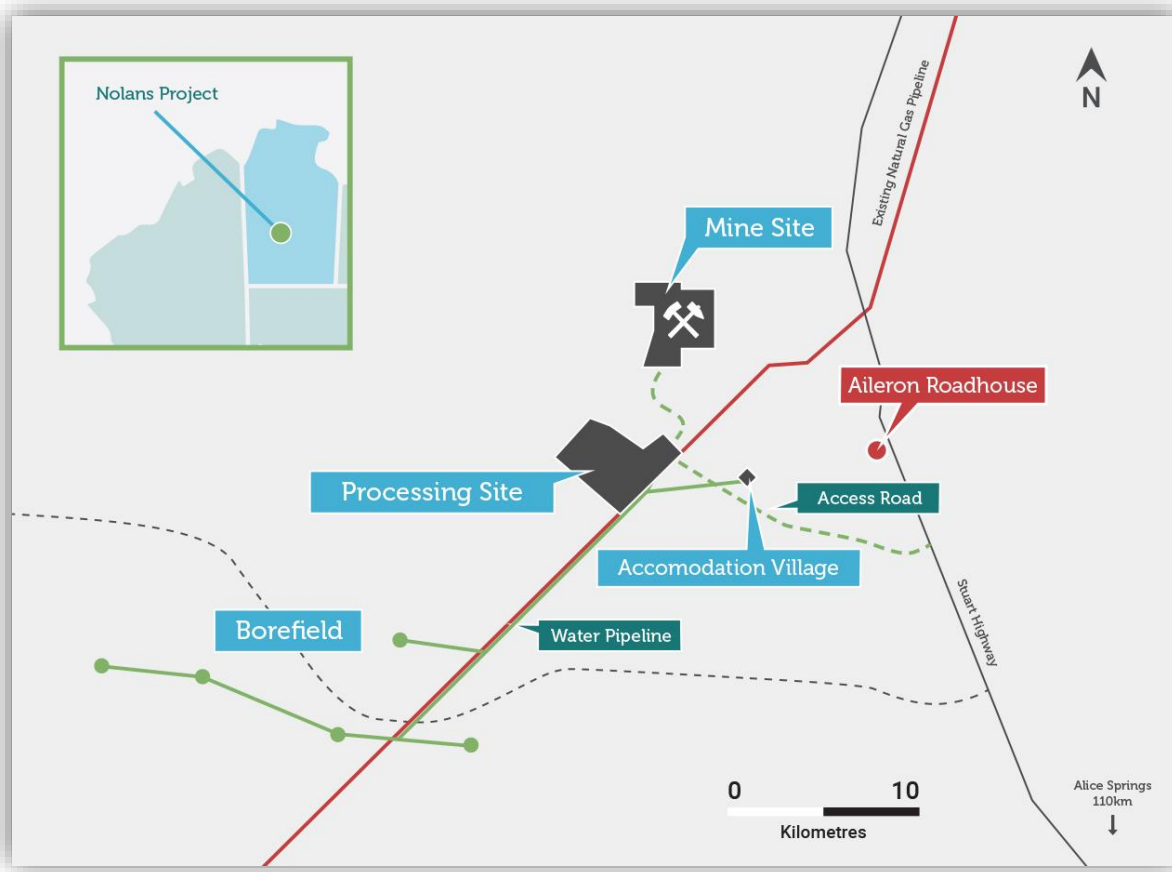 Nolans Project
N
Existing Natural Gas Pipeline
Mine Site
Aileron Roadhouse
Processing Site
Access Road
Accomodation Village
Borefield
Water Pipeline
Stuart Highway
0 10
Kilometres
Alice Springs
110km